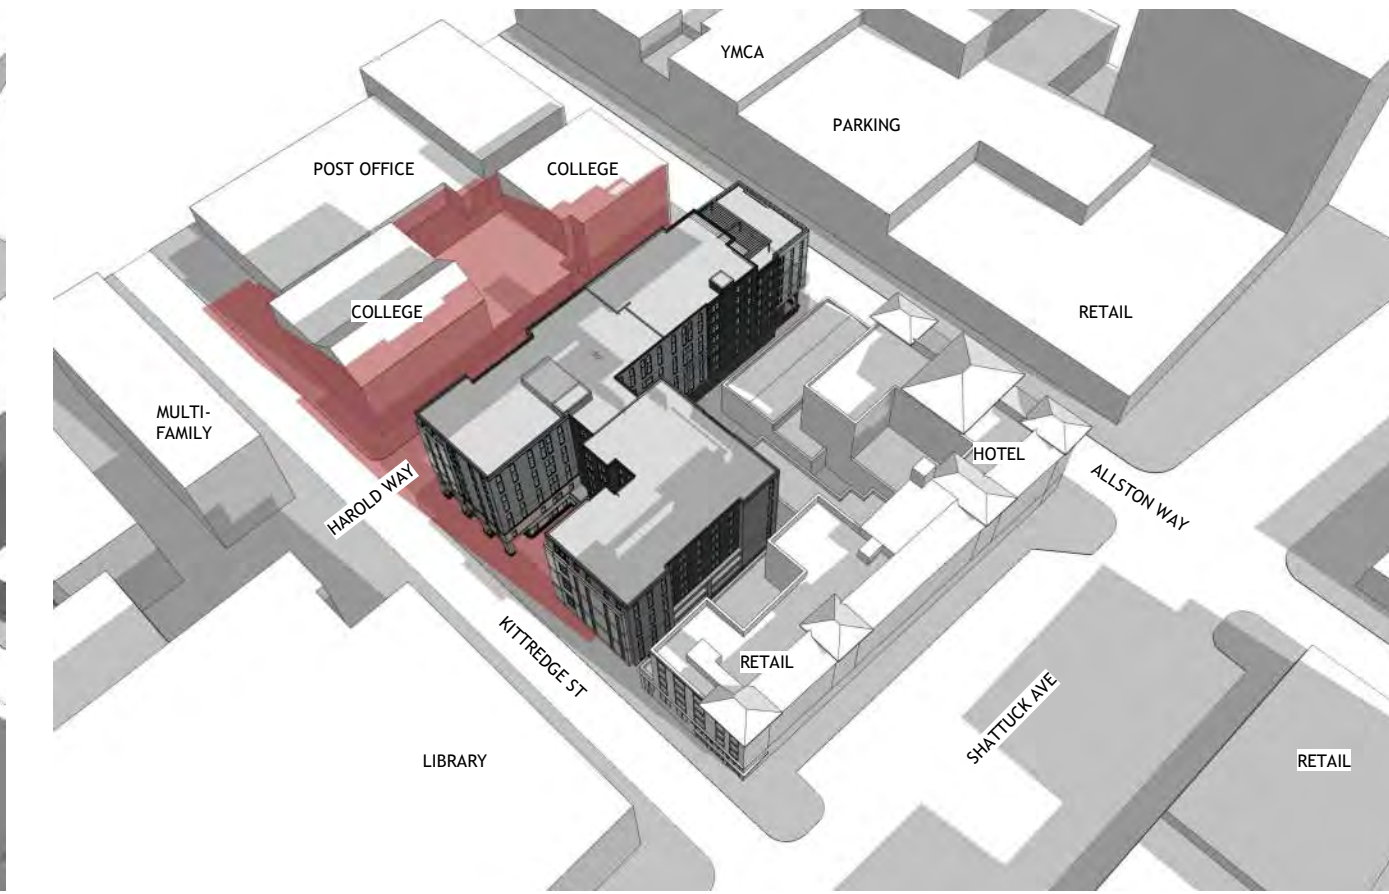 YMCA
PARKING
POST OFFICE
COLLEGE
COLLEGE
RETAIL
MULTI-
FAMILY
HOTEL
HAROLD WAY
ALLSTON WAY
KITTREDGE ST
RETAIL
SHATTUCK AVE
LIBRARY
RETAIL